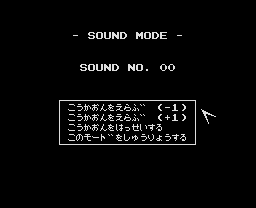 - SOUND MODE -
SOUND NO. 00
こうかおんをえらふ゛ (-1)
こうかおんをえらふ゛ (+1)
こうかおんをはっせいする
このモート゛をしゅうりょうする